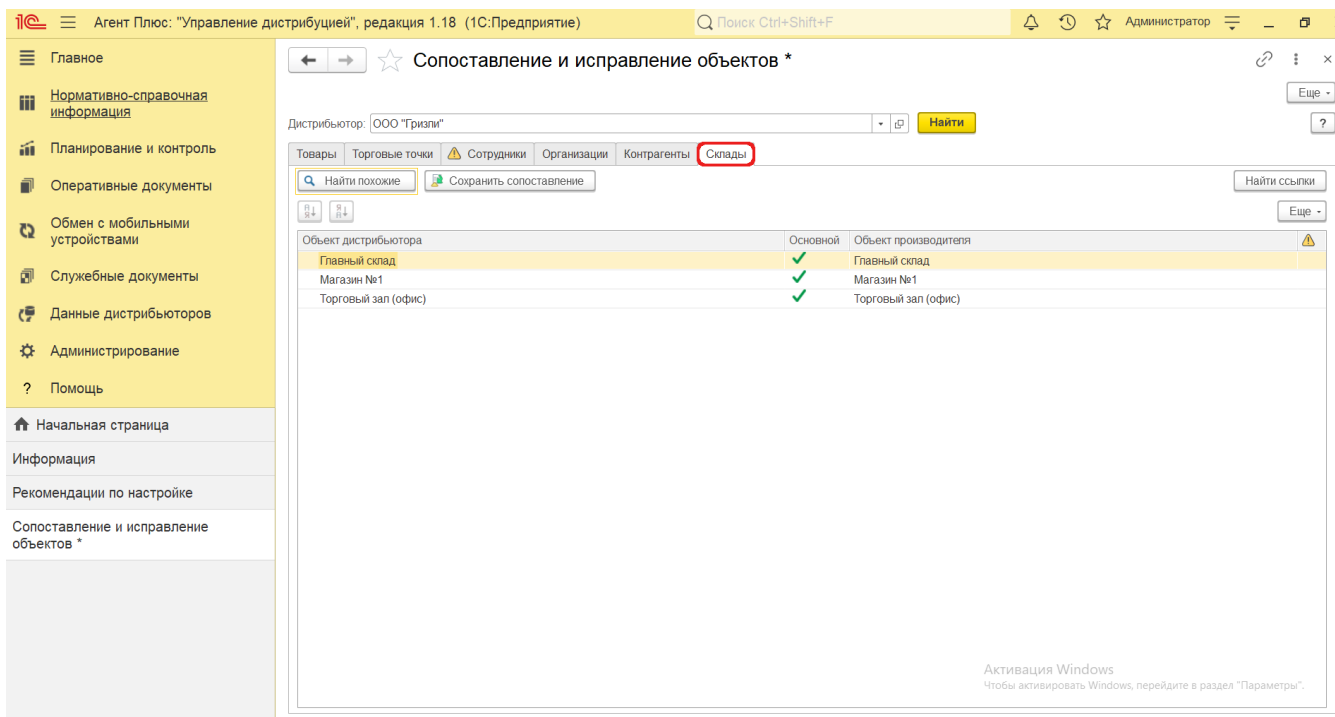 1С Агент Плюс: "Управление дистрибуцией", редакция 1.18 (1С:Предприятие) Поиск Ctrl+Shift+F Администратор
Главное
Нормативно-справочная
информация
Планирование и контроль
Оперативные документы
Обмен с мобильными
устройствами
Служебные документы
Данные дистрибьюторов
Администрирование
? Помощь
Начальная страница
Информация
Рекомендации по настройке
Сопоставление и исправление
объектов *
Сопоставление и исправление объектов *
Еще
Дистрибьютор: ООО "Гризли" Найти ?
Товары Торговые точки Сотрудники Организации Контрагенты Склады
Найти похожие Сохранить сопоставление Найти ссылки
Еще
Объект дистрибьютора Основной Объект производителя
Главный склад Главный склад
Магазин №1 Магазин №1
Торговый зал (офис) Торговый зал (офис)
Активация Windows
Чтобы активировать Windows, перейдите в раздел "Параметры".